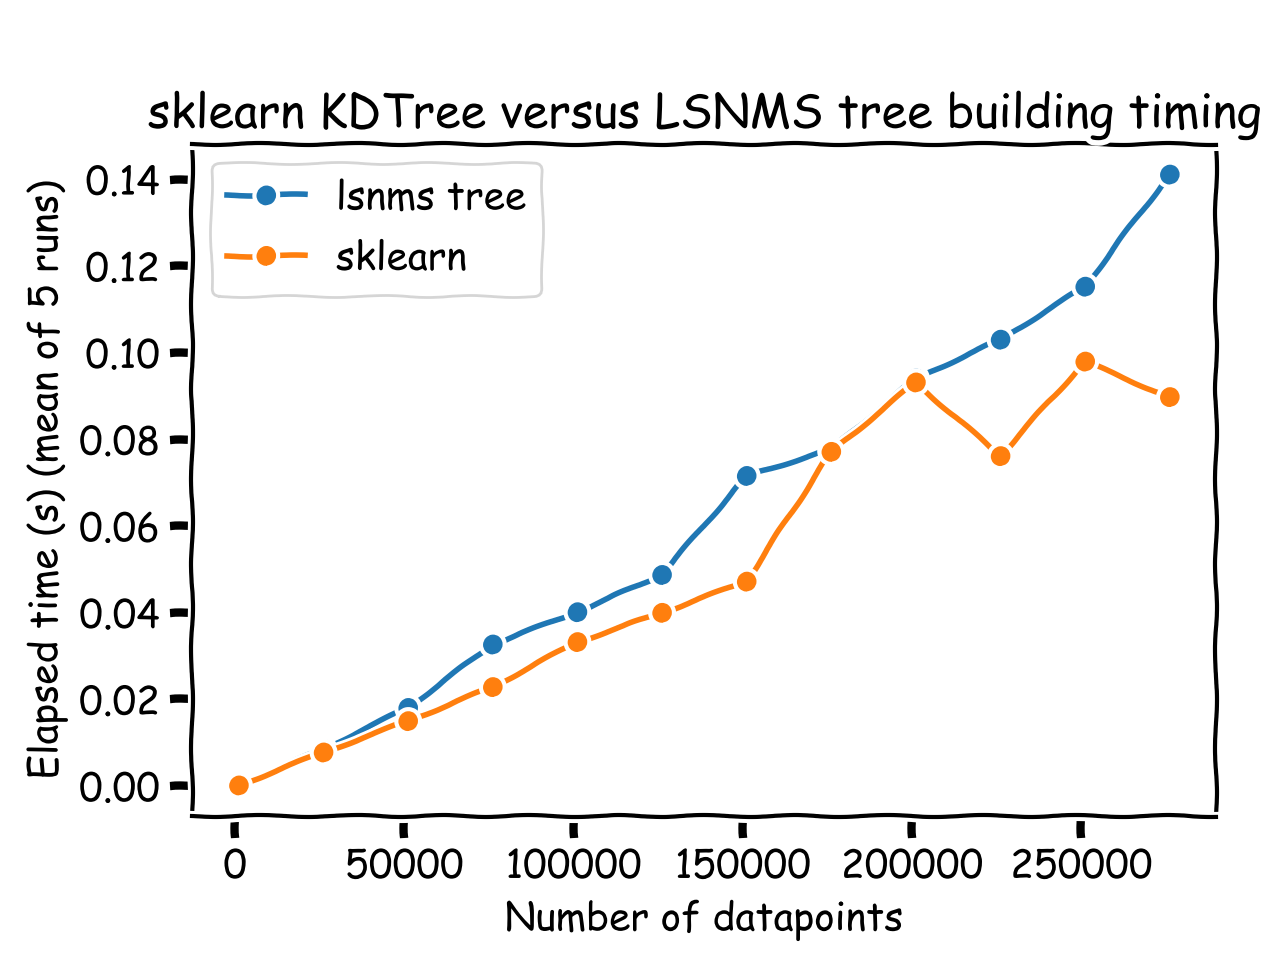 sklearn KDTree versus LSNMS tree building timing
lsnms tree
sklearn
Elapsed time (s) (mean of 5 runs)
0.14
0.12
0.10
0.08
0.06
0.04
0.02
0.00
0
50000
100000
150000
200000
250000
Number of datapoints